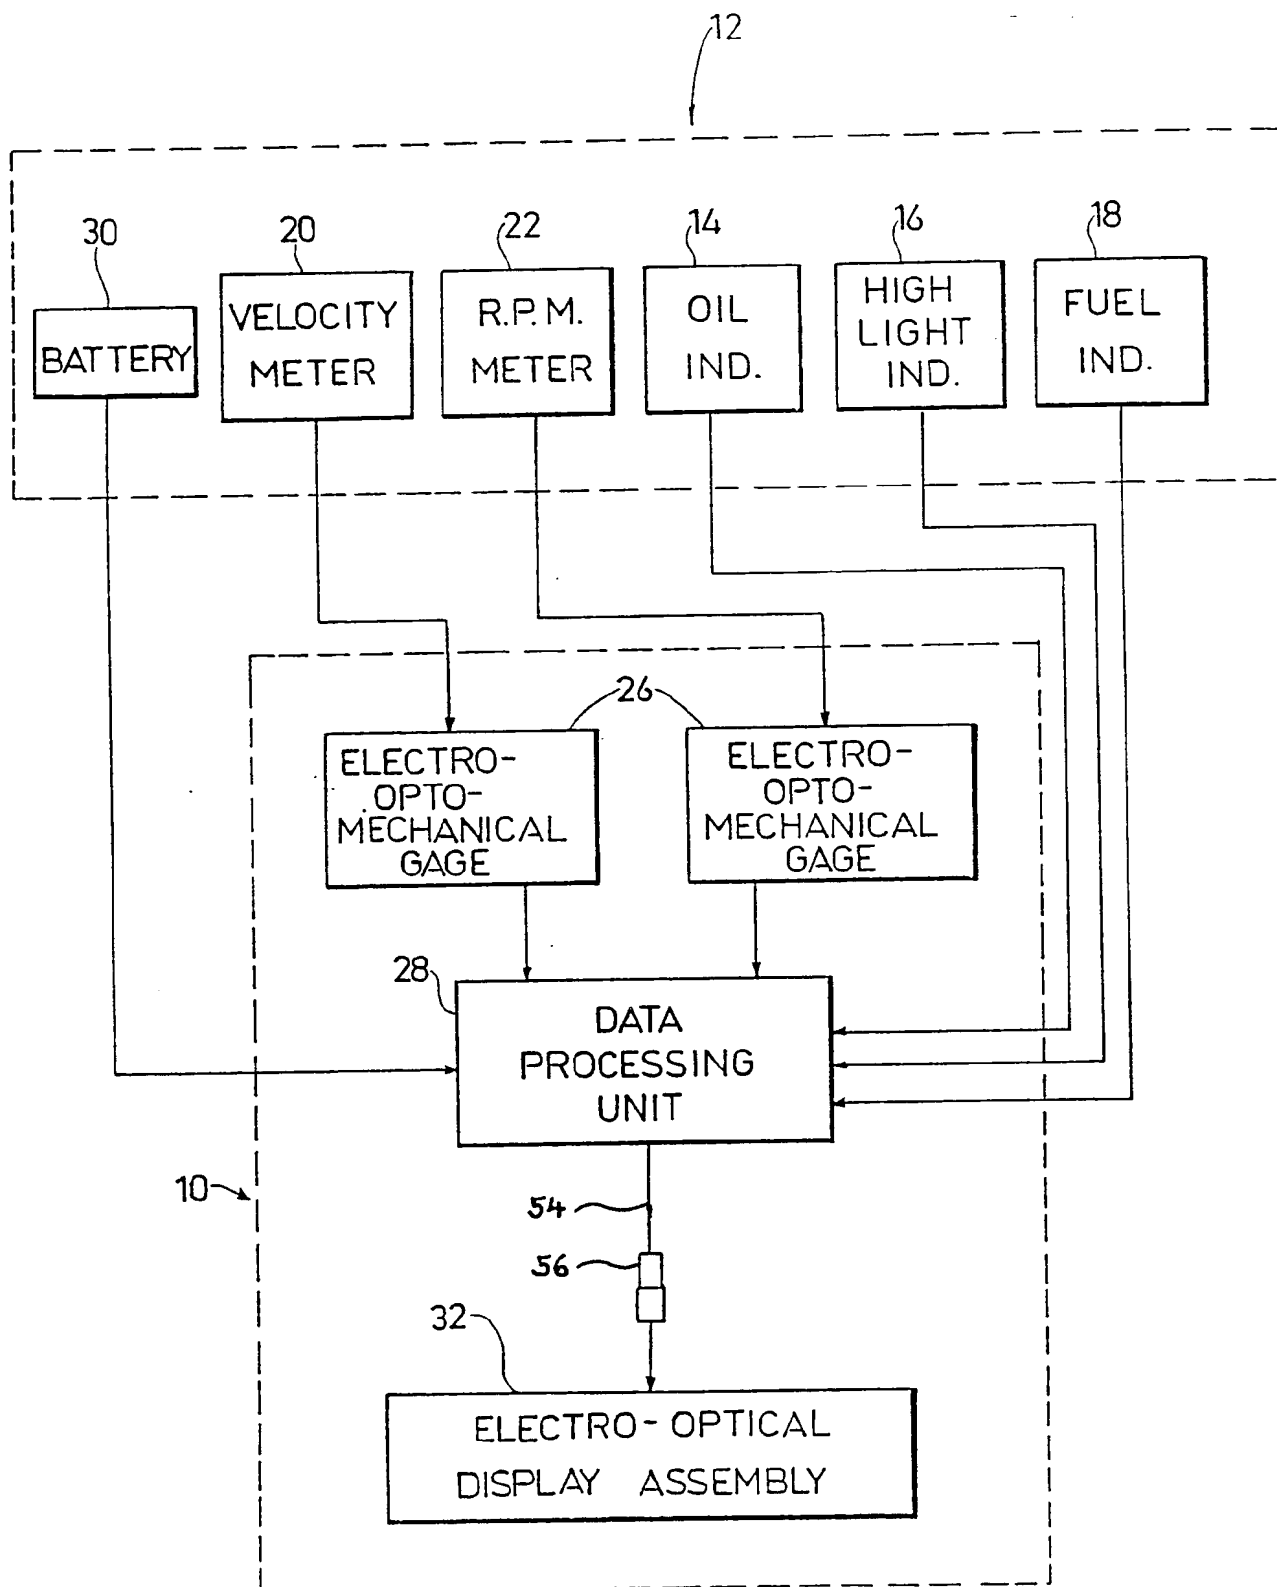 12
30
20
22
14
16
18
BATTERY
VELOCITY
METER
R.P.M.
METER
OIL
IND.
HIGH
LIGHT
IND.
FUEL
IND.
26
ELECTRO-
OPTO-
MECHANICAL
GAGE
ELECTRO-
OPTO-
MECHANICAL
GAGE
28
DATA
PROCESSING
UNIT
10
54
56
32
ELECTRO-OPTICAL
DISPLAY ASSEMBLY